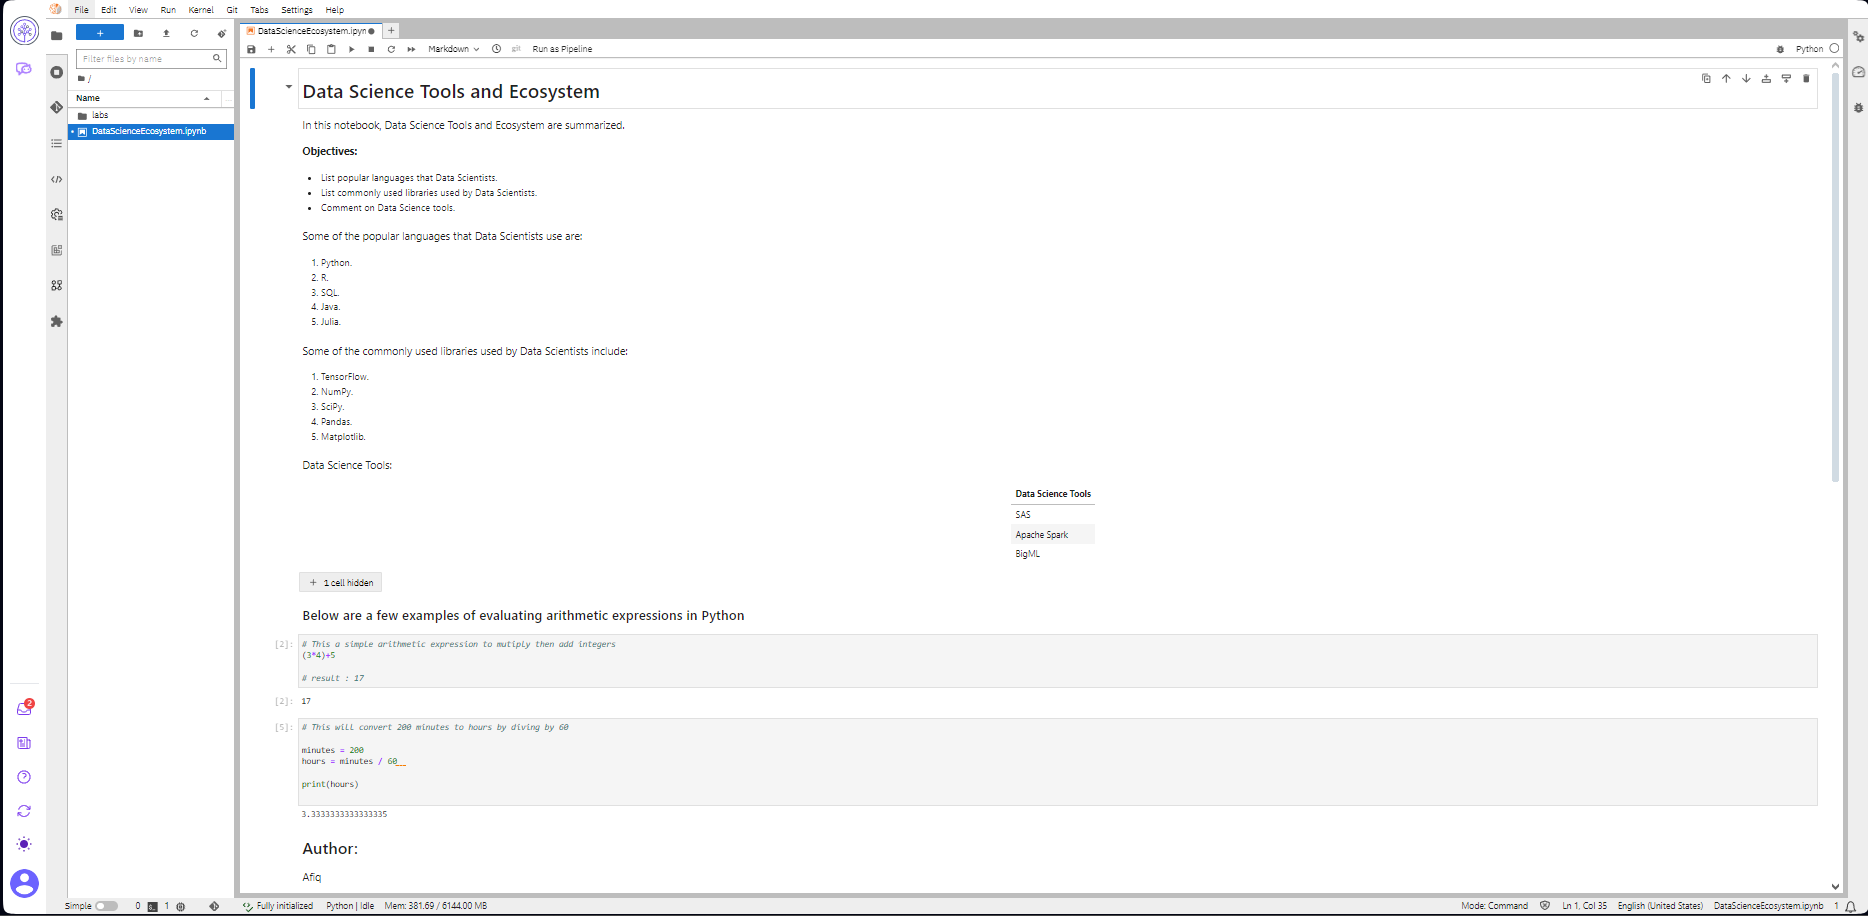 File Edit View Run Kernel Git Tabs Settings Help
DataScienceEcosystem.ipyn
Markdown Run as Pipeline Python
Filter files by name
/
Name
labs
DataScienceEcosystem.ipynb
Data Science Tools and Ecosystem
In this notebook, Data Science Tools and Ecosystem are summarized.
Objectives:
• List popular languages that Data Scientists.
• List commonly used libraries used by Data Scientists.
• Comment on Data Science tools.
Some of the popular languages that Data Scientists use are:
1. Python.
2. R.
3. SQL.
4. Java.
5. Julia.
Some of the commonly used libraries used by Data Scientists include:
1. TensorFlow.
2. NumPy.
3. SciPy.
4. Pandas.
5. Matplotlib.
Data Science Tools:
Data Science Tools
SAS
Apache Spark
BigML
+ 1 cell hidden
Below are a few examples of evaluating arithmetic expressions in Python
[2]: # This a simple arithmetic expression to mutiply then add integers
(3*4)+5
# result : 17
[2]: 17
[5]: # This will convert 200 minutes to hours by diving by 60
minutes = 200
hours = minutes / 60__
print(hours)
3.3333333333333335
Author:
Afiq
2
Simple 0 1 Fully initialized Python | Idle Mem: 381.69 / 6144.00 MB Mode: Command Ln 1, Col 35 English (United States) DataScienceEcosystem.ipynb 1